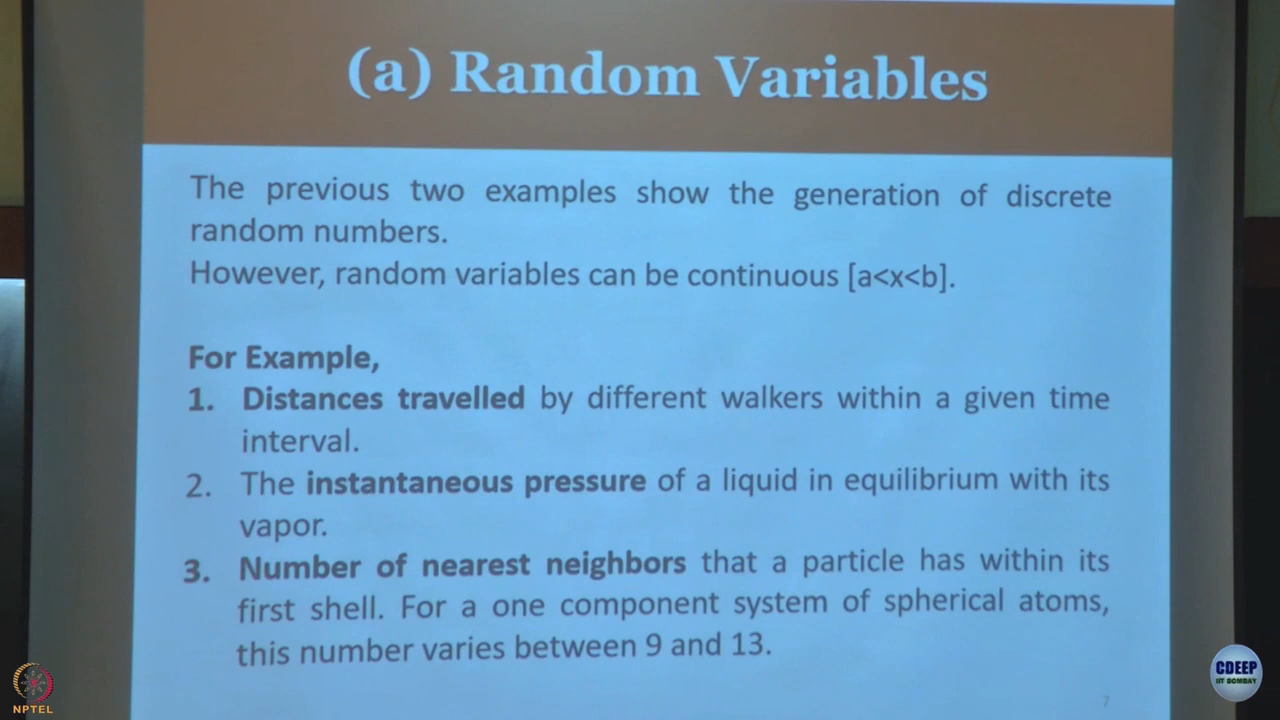 (a) Random Variables
The previous two examples show the generation of discrete
random numbers.
However, random variables can be continuous [a<x<b].
For Example,
1. Distances travelled by different walkers within a given time
interval.
2. The instantaneous pressure of a liquid in equilibrium with its
vapor.
3. Number of nearest neighbors that a particle has within its
first shell. For a one component system of spherical atoms,
this number varies between 9 and 13.
7
NPTEL
CDEEP
IIT BOMBAY